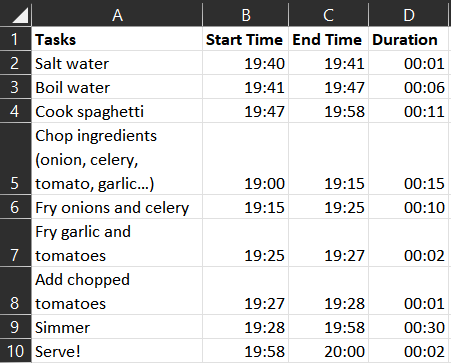 A B C D
1 Tasks Start Time End Time Duration
2 Salt water 19:40 19:41 00:01
3 Boil water 19:41 19:47 00:06
4 Cook spaghetti 19:47 19:58 00:11
Chop ingredients
(onion, celery,
5 tomato, garlic...) 19:00 19:15 00:15
6 Fry onions and celery 19:15 19:25 00:10
Fry garlic and
7 tomatoes 19:25 19:27 00:02
Add chopped
8 tomatoes 19:27 19:28 00:01
9 Simmer 19:28 19:58 00:30
10 Serve! 19:58 20:00 00:02